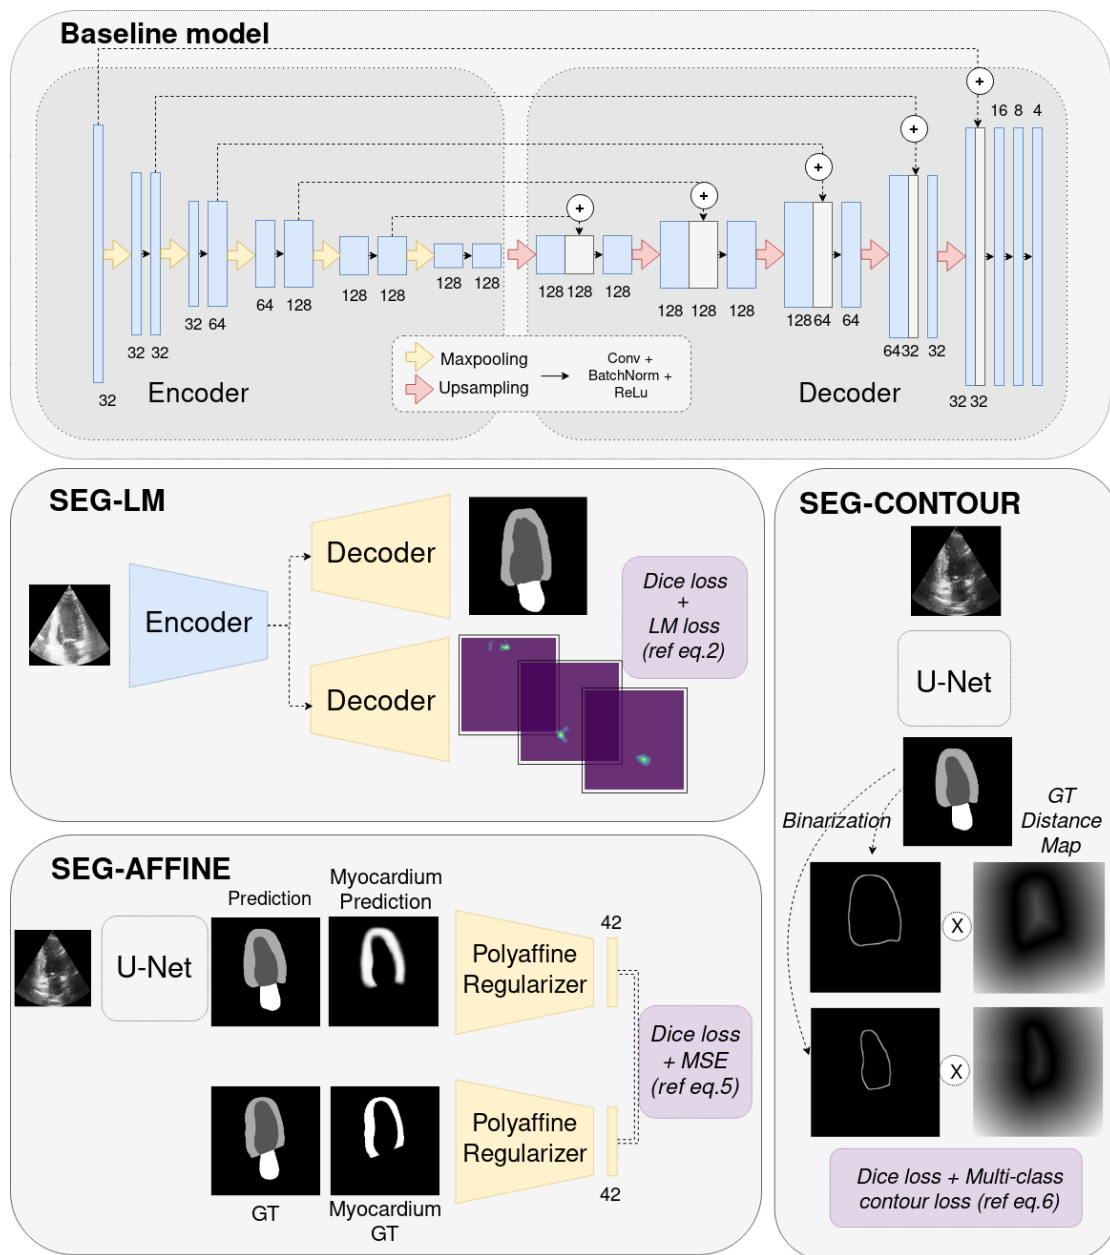 Baseline model
+
+
+
+
+
16 8 4
32
32 32
32 64
64 128
128 128
128 128
128 128 128
128 128 128
128 64 64
64 32 32
32 32
Encoder
Decoder
Maxpooling
Upsampling
Conv +
BatchNorm +
ReLu
SEG-LM
Encoder
Decoder
Decoder
Dice loss
+
LM loss
(ref eq.2)
SEG-AFFINE
Prediction
Myocardium
Prediction
U-Net
Polyaffine
Regularizer
42
Dice loss
+ MSE
(ref eq.5)
Polyaffine
Regularizer
42
GT
Myocardium
GT
SEG-CONTOUR
U-Net
Binarization
GT
Distance
Map
X
X
Dice loss + Multi-class
contour loss (ref eq.6)